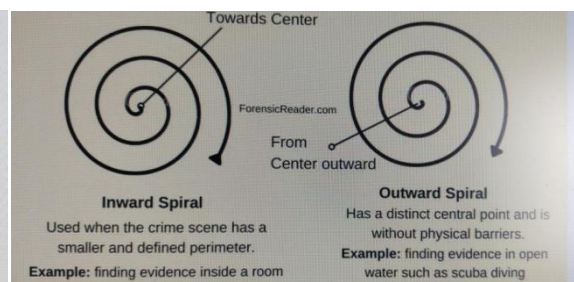 Towards Center
ForensicReader.com
From
Center outward
Inward Spiral
Used when the crime scene has a
smaller and defined perimeter.
Example: finding evidence inside a room
Outward Spiral
Has a distinct central point and is
without physical barriers.
Example: finding evidence in open
water such as scuba diving